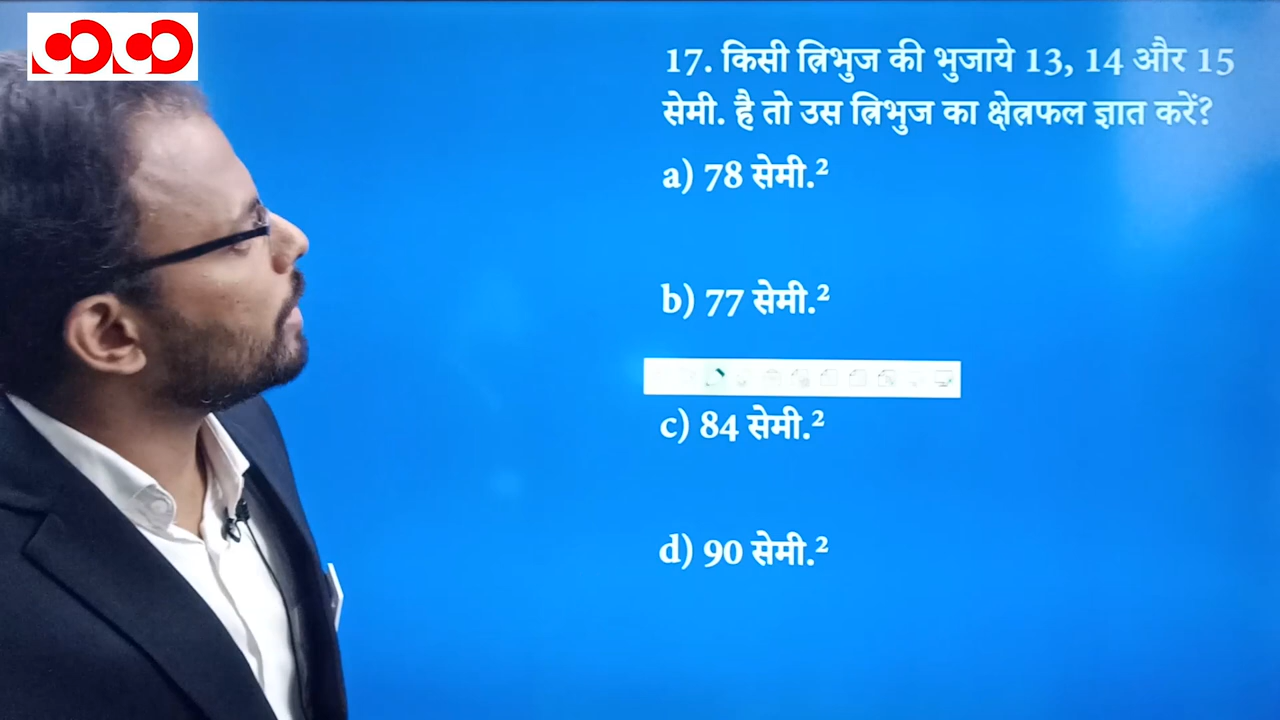 17. किसी त्रिभुज की भुजाये 13, 14 और 15
सेमी. है तो उस त्रिभुज का क्षेत्रफल ज्ञात करें?
a) 78 सेमी.²
b) 77 सेमी.²
c) 84 सेमी.²
d) 90 सेमी.²